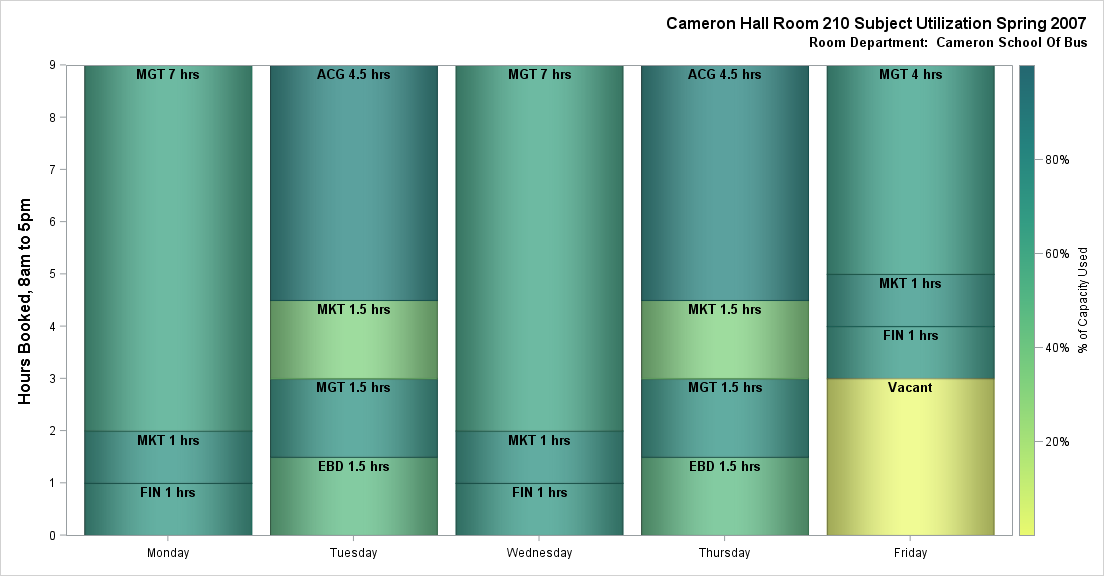 Cameron Hall Room 210 Subject Utilization Spring 2007
Room Department:  Cameron School Of Bus
Hours Booked, 8am to 5pm
9
8
7
6
5
4
3
2
1
0
MGT 7 hrs
MKT 1 hrs
FIN 1 hrs
Monday
ACG 4.5 hrs
MKT 1.5 hrs
MGT 1.5 hrs
EBD 1.5 hrs
Tuesday
MGT 7 hrs
MKT 1 hrs
FIN 1 hrs
Wednesday
ACG 4.5 hrs
MKT 1.5 hrs
MGT 1.5 hrs
EBD 1.5 hrs
Thursday
MGT 4 hrs
MKT 1 hrs
FIN 1 hrs
Vacant
Friday
80%
60%
40%
20%
% of Capacity Used